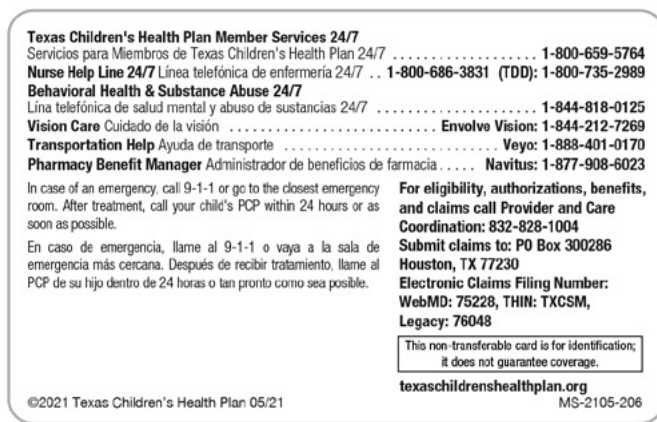 Texas Children's Health Plan Member Services 24/7
Servicios para Miembros de Texas Children's Health Plan 24/7 . . . . . . . . . . . . . . . . . . . 1-800-659-5764
Nurse Help Line 24/7 Línea telefónica de enfermería 24/7 . . 1-800-686-3831 (TDD): 1-800-735-2989
Behavioral Health & Substance Abuse 24/7
Lína telefónica de salud mental y abuso de sustancias 24/7 . . . . . . . . . . . . . . . . . . . . . . 1-844-818-0125
Vision Care Cuidado de la visión . . . . . . . . . . . . . . . . . . . . . . . . . . . Envolve Vision: 1-844-212-7269
Transportation Help Ayuda de transporte . . . . . . . . . . . . . . . . . . . . . . . . . . . . Veyo: 1-888-401-0170
Pharmacy Benefit Manager Administrador de beneficios de farmacia . . . . . Navitus: 1-877-908-6023
In case of an emergency, call 9-1-1 or go to the closest emergency
room. After treatment, call your child's PCP within 24 hours or as
soon as possible.
En caso de emergencia, llame al 9-1-1 o vaya a la sala de
emergencia más cercana. Después de recibir tratamiento, llame al
PCP de su hijo dentro de 24 horas o tan pronto como sea posible.
For eligibility, authorizations, benefits,
and claims call Provider and Care
Coordination: 832-828-1004
Submit claims to: PO Box 300286
Houston, TX 77230
Electronic Claims Filing Number:
WebMD: 75228, THIN: TXCSM,
Legacy: 76048
This non-transferable card is for identification;
it does not guarantee coverage.
texaschildrenshealthplan.org
©2021 Texas Children's Health Plan 05/21
MS-2105-206